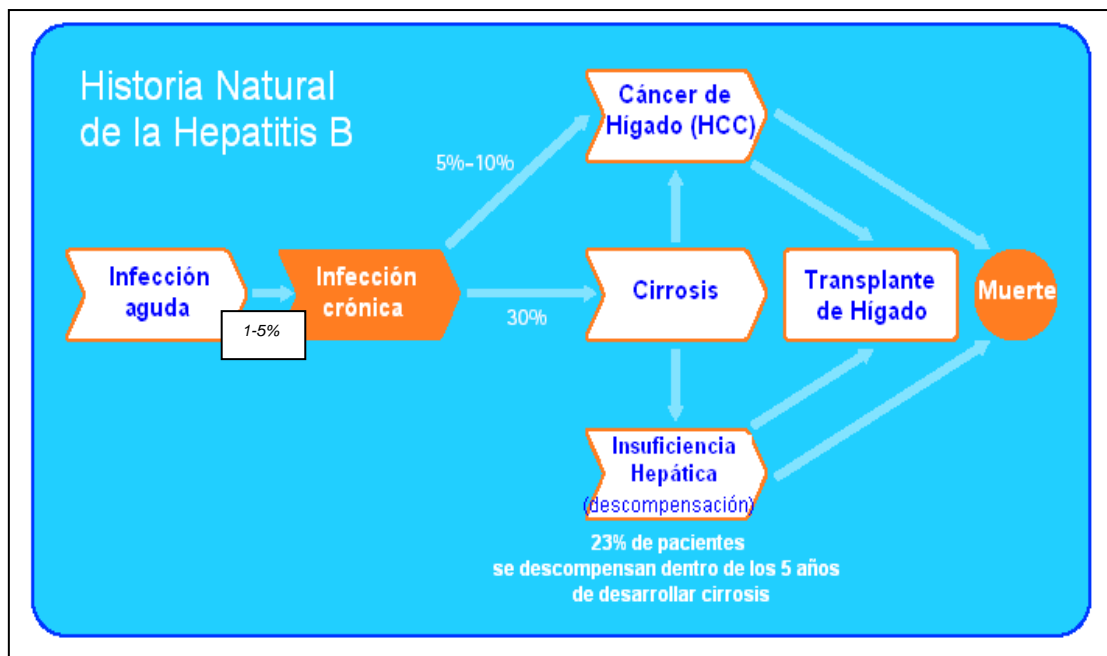 Historia Natural
de la Hepatitis B
Cáncer de
Hígado (HCC)
5%-10%
Infección
aguda
1-5%
Infección
crónica
30%
Cirrosis
Transplante
de Hígado
Muerte
Insuficiencia
Hepática
(descompensación)
23% de pacientes
se descompensan dentro de los 5 años
de desarrollar cirrosis